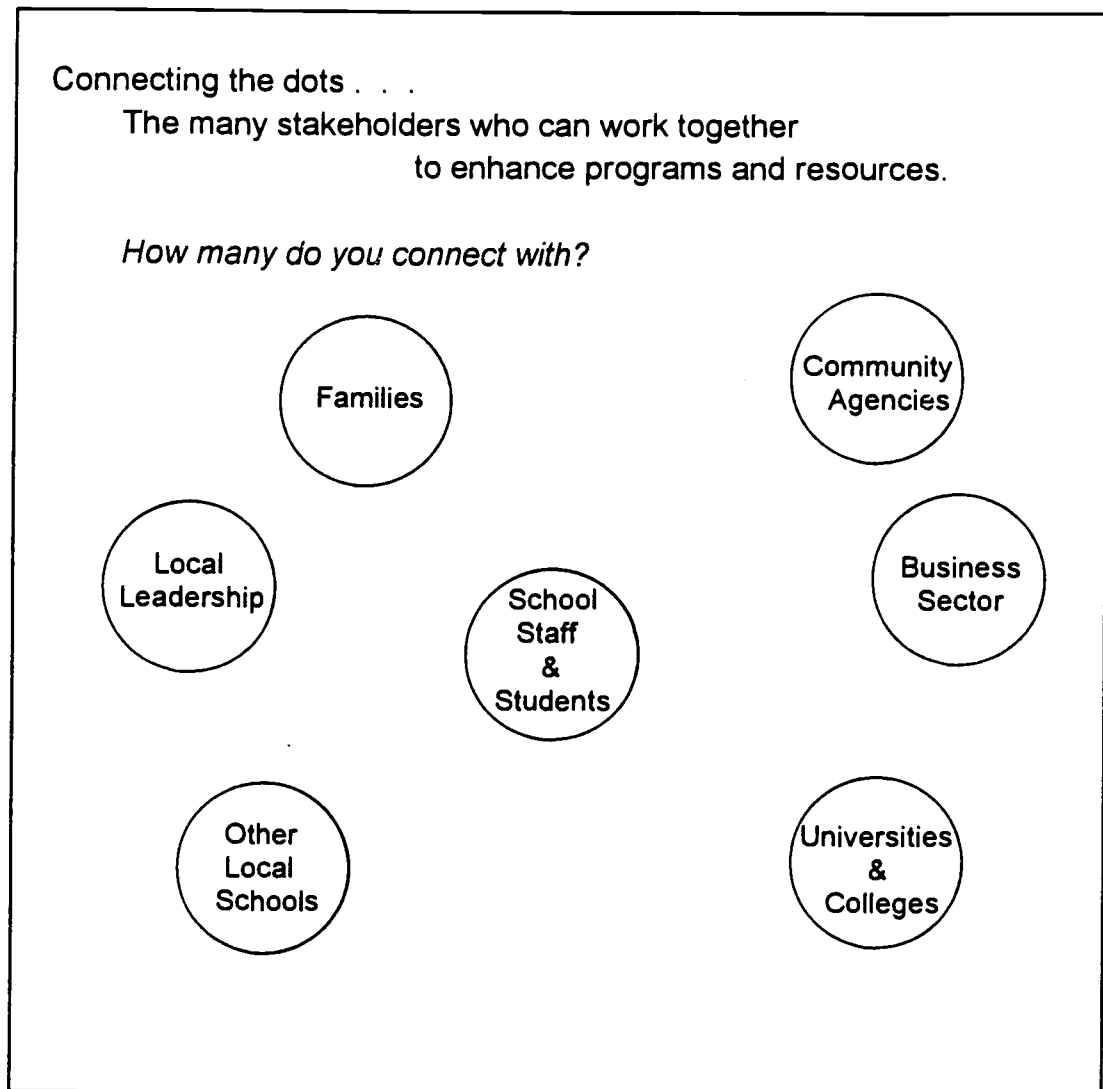 Connecting the dots . . .
The many stakeholders who can work together
to enhance programs and resources.
How many do you connect with?
Families
Community
Agencies
Local
Leadership
Business
Sector
School
Staff
&
Students
Other
Local
Schools
Universities
&
Colleges